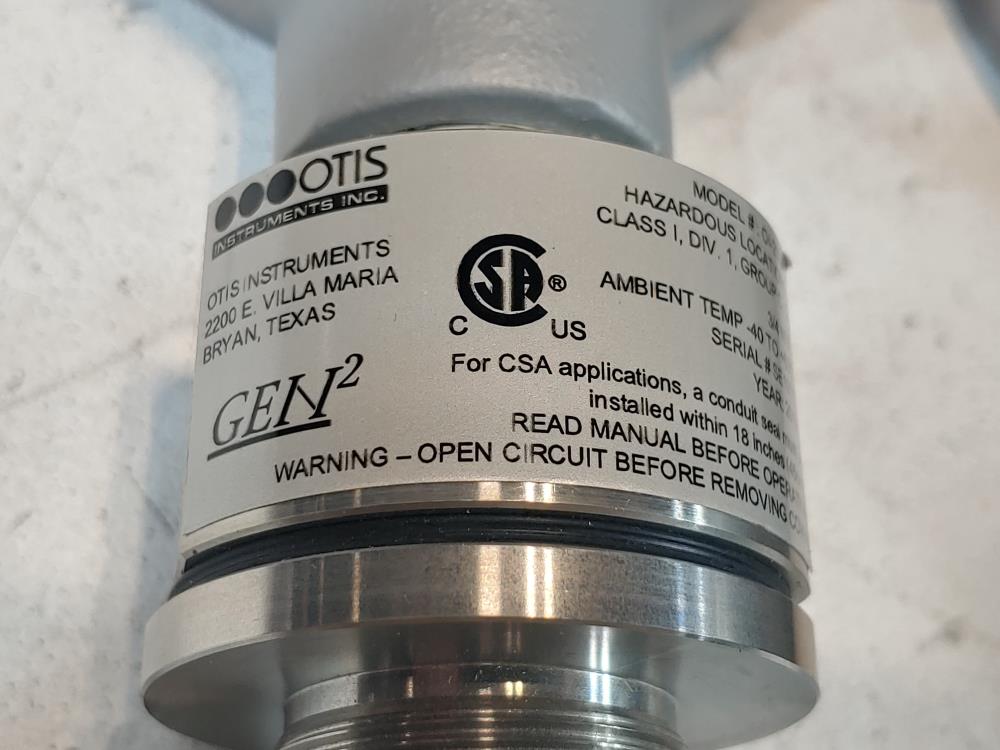 OTIS
INSTRUMENTS INC.
OTIS INSTRUMENTS
2200 E. VILLA MARIA
BRYAN, TEXAS
GEN²
C US
MODEL #:
HAZARDOUS
CLASS I, DIV. 1, GROUP
3/4
AMBIENT TEMP -40 TO
SERIAL #
YEAR:
For CSA applications, a conduit seal
installed within 18 inches
READ MANUAL BEFORE
WARNING – OPEN CIRCUIT BEFORE REMOVING